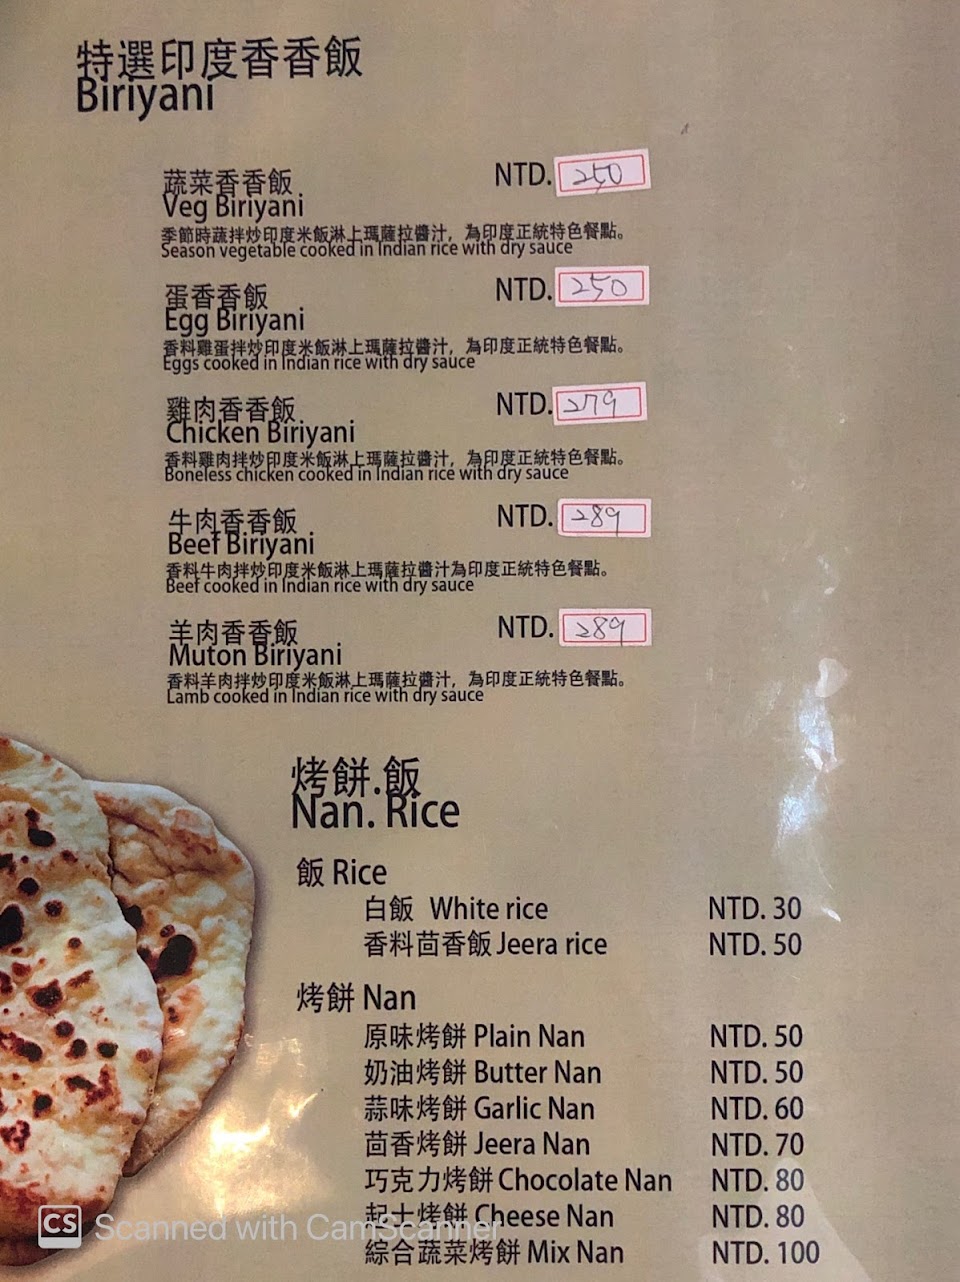 特選印度香香飯
Biriyani
蔬菜香香飯 NTD. 250
Veg Biriyani
季節時蔬拌炒印度米飯淋上瑪薩拉醬汁，為印度正統特色餐點。
Season vegetable cooked in Indian rice with dry sauce
蛋香香飯 NTD. 250
Egg Biriyani
香料雞蛋拌炒印度米飯淋上瑪薩拉醬汁，為印度正統特色餐點。
Eggs cooked in Indian rice with dry sauce
雞肉香香飯 NTD. 279
Chicken Biriyani
香料雞肉拌炒印度米飯淋上瑪薩拉醬汁，為印度正統特色餐點。
Boneless chicken cooked in Indian rice with dry sauce
牛肉香香飯 NTD. 289
Beef Biriyani
香料牛肉拌炒印度米飯淋上瑪薩拉醬汁為印度正統特色餐點。
Beef cooked in Indian rice with dry sauce
羊肉香香飯 NTD. 289
Muton Biriyani
香料羊肉拌炒印度米飯淋上瑪薩拉醬汁，為印度正統特色餐點。
Lamb cooked in Indian rice with dry sauce
烤餅.飯
Nan. Rice
飯 Rice
白飯 White rice NTD. 30
香料茴香飯 Jeera rice NTD. 50
烤餅 Nan
原味烤餅 Plain Nan NTD. 50
奶油烤餅 Butter Nan NTD. 50
蒜味烤餅 Garlic Nan NTD. 60
茴香烤餅 Jeera Nan NTD. 70
巧克力烤餅 Chocolate Nan NTD. 80
起士烤餅 Cheese Nan NTD. 80
綜合蔬菜烤餅 Mix Nan NTD. 100
CS Scanned with CamScanner